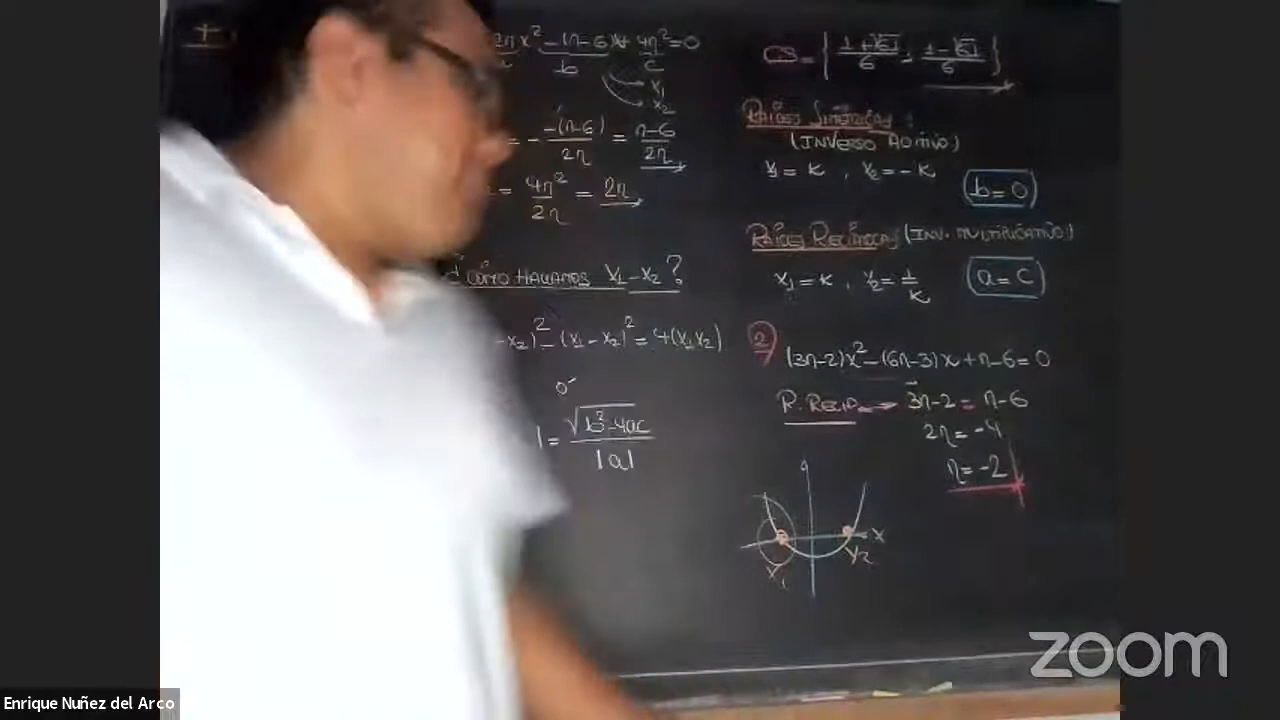 2nx² - (n-6)x + 4n² = 0
b
c
x₁
x₂
= - -(n-6)/2n = n-6/2n
= 4n²/2n = 2n
¿CÓMO HALLAMOS x₁ - x₂?
-x₂)² - (x₁ - x₂)² = 4(x₁x₂)
| = √b²-4ac / |a|
CS = { 1+√61/6 ; 1-√61/6 }
RAÍCES SIMÉTRICAS:
(INVERSO ADITIVO)
x₁ = K , x₂ = -K
b = 0
RAÍCES RECÍPROCAS (INV. MULTIPLICATIVO)
x₁ = K , x₂ = 1/K
a = c
2/
(3n-2)x² - (6n-3)x + n-6 = 0
R. RECIP. → 3n-2 = n-6
2n = -4
n = -2
x
x₁
x₂
zoom
Enrique Nuñez del Arco